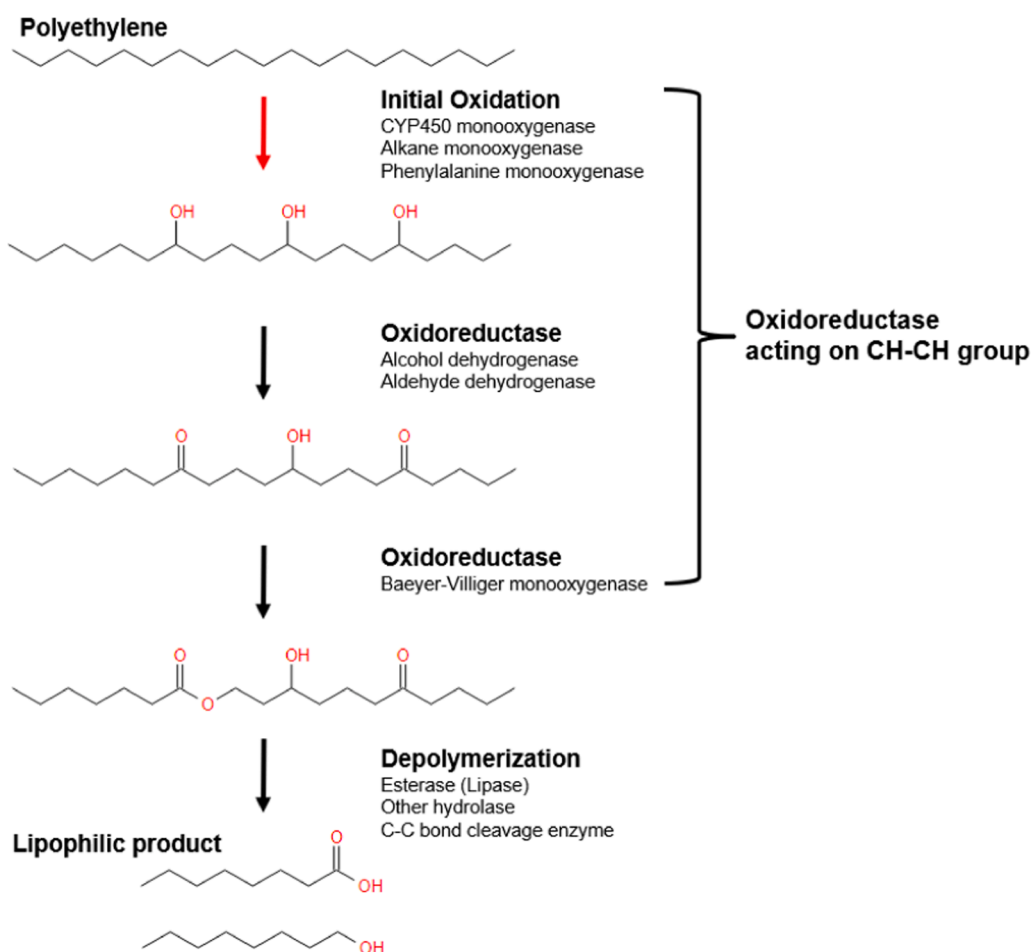 Polyethylene
Initial Oxidation
CYP450 monooxygenase
Alkane monooxygenase
Phenylalanine monooxygenase
OH OH OH
Oxidoreductase
Alcohol dehydrogenase
Aldehyde dehydrogenase
Oxidoreductase
acting on CH-CH group
O OH O
Oxidoreductase
Baeyer-Villiger monooxygenase
O OH O
O
Depolymerization
Esterase (Lipase)
Other hydrolase
C-C bond cleavage enzyme
Lipophilic product
O
OH
OH